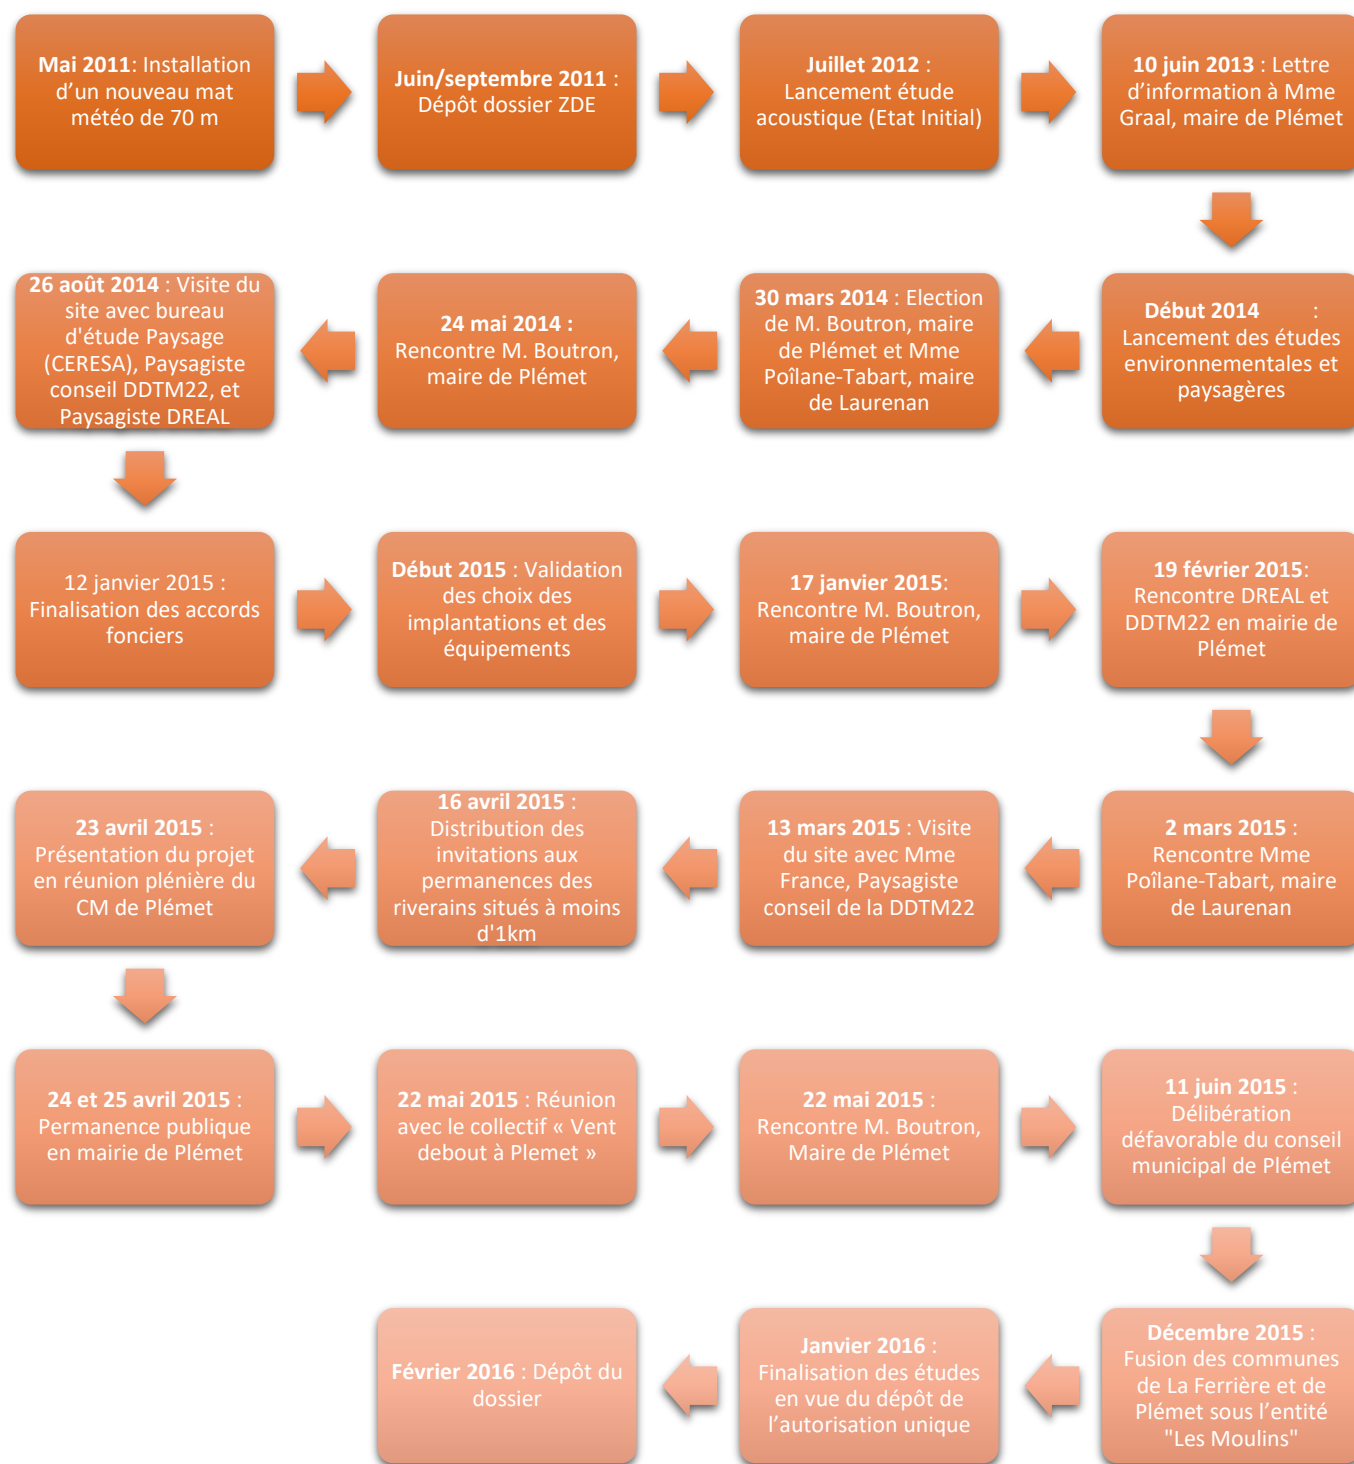 Mai 2011: Installation
d'un nouveau mat
météo de 70 m
Juin/septembre 2011 :
Dépôt dossier ZDE
Juillet 2012 :
Lancement étude
acoustique (Etat Initial)
10 juin 2013 : Lettre
d'information à Mme
Graal, maire de Plémet
Début 2014 :
Lancement des études
environnementales et
paysagères
30 mars 2014 : Election
de M. Boutron, maire
de Plémet et Mme
Poîlane-Tabart, maire
de Laurenan
24 mai 2014 :
Rencontre M. Boutron,
maire de Plémet
26 août 2014 : Visite du
site avec bureau
d'étude Paysage
(CERESA), Paysagiste
conseil DDTM22, et
Paysagiste DREAL
12 janvier 2015 :
Finalisation des accords
fonciers
Début 2015 : Validation
des choix des
implantations et des
équipements
17 janvier 2015:
Rencontre M. Boutron,
maire de Plémet
19 février 2015:
Rencontre DREAL et
DDTM22 en mairie de
Plémet
2 mars 2015 :
Rencontre Mme
Poîlane-Tabart, maire
de Laurenan
13 mars 2015 : Visite
du site avec Mme
France, Paysagiste
conseil de la DDTM22
16 avril 2015 :
Distribution des
invitations aux
permanences des
riverains situés à moins
d'1km
23 avril 2015 :
Présentation du projet
en réunion plénière du
CM de Plémet
24 et 25 avril 2015 :
Permanence publique
en mairie de Plémet
22 mai 2015 : Réunion
avec le collectif « Vent
debout à Plemet »
22 mai 2015 :
Rencontre M. Boutron,
Maire de Plémet
11 juin 2015 :
Délibération
défavorable du conseil
municipal de Plémet
Décembre 2015 :
Fusion des communes
de La Ferrière et de
Plémet sous l'entité
"Les Moulins"
Janvier 2016 :
Finalisation des études
en vue du dépôt de
l'autorisation unique
Février 2016 : Dépôt du
dossier